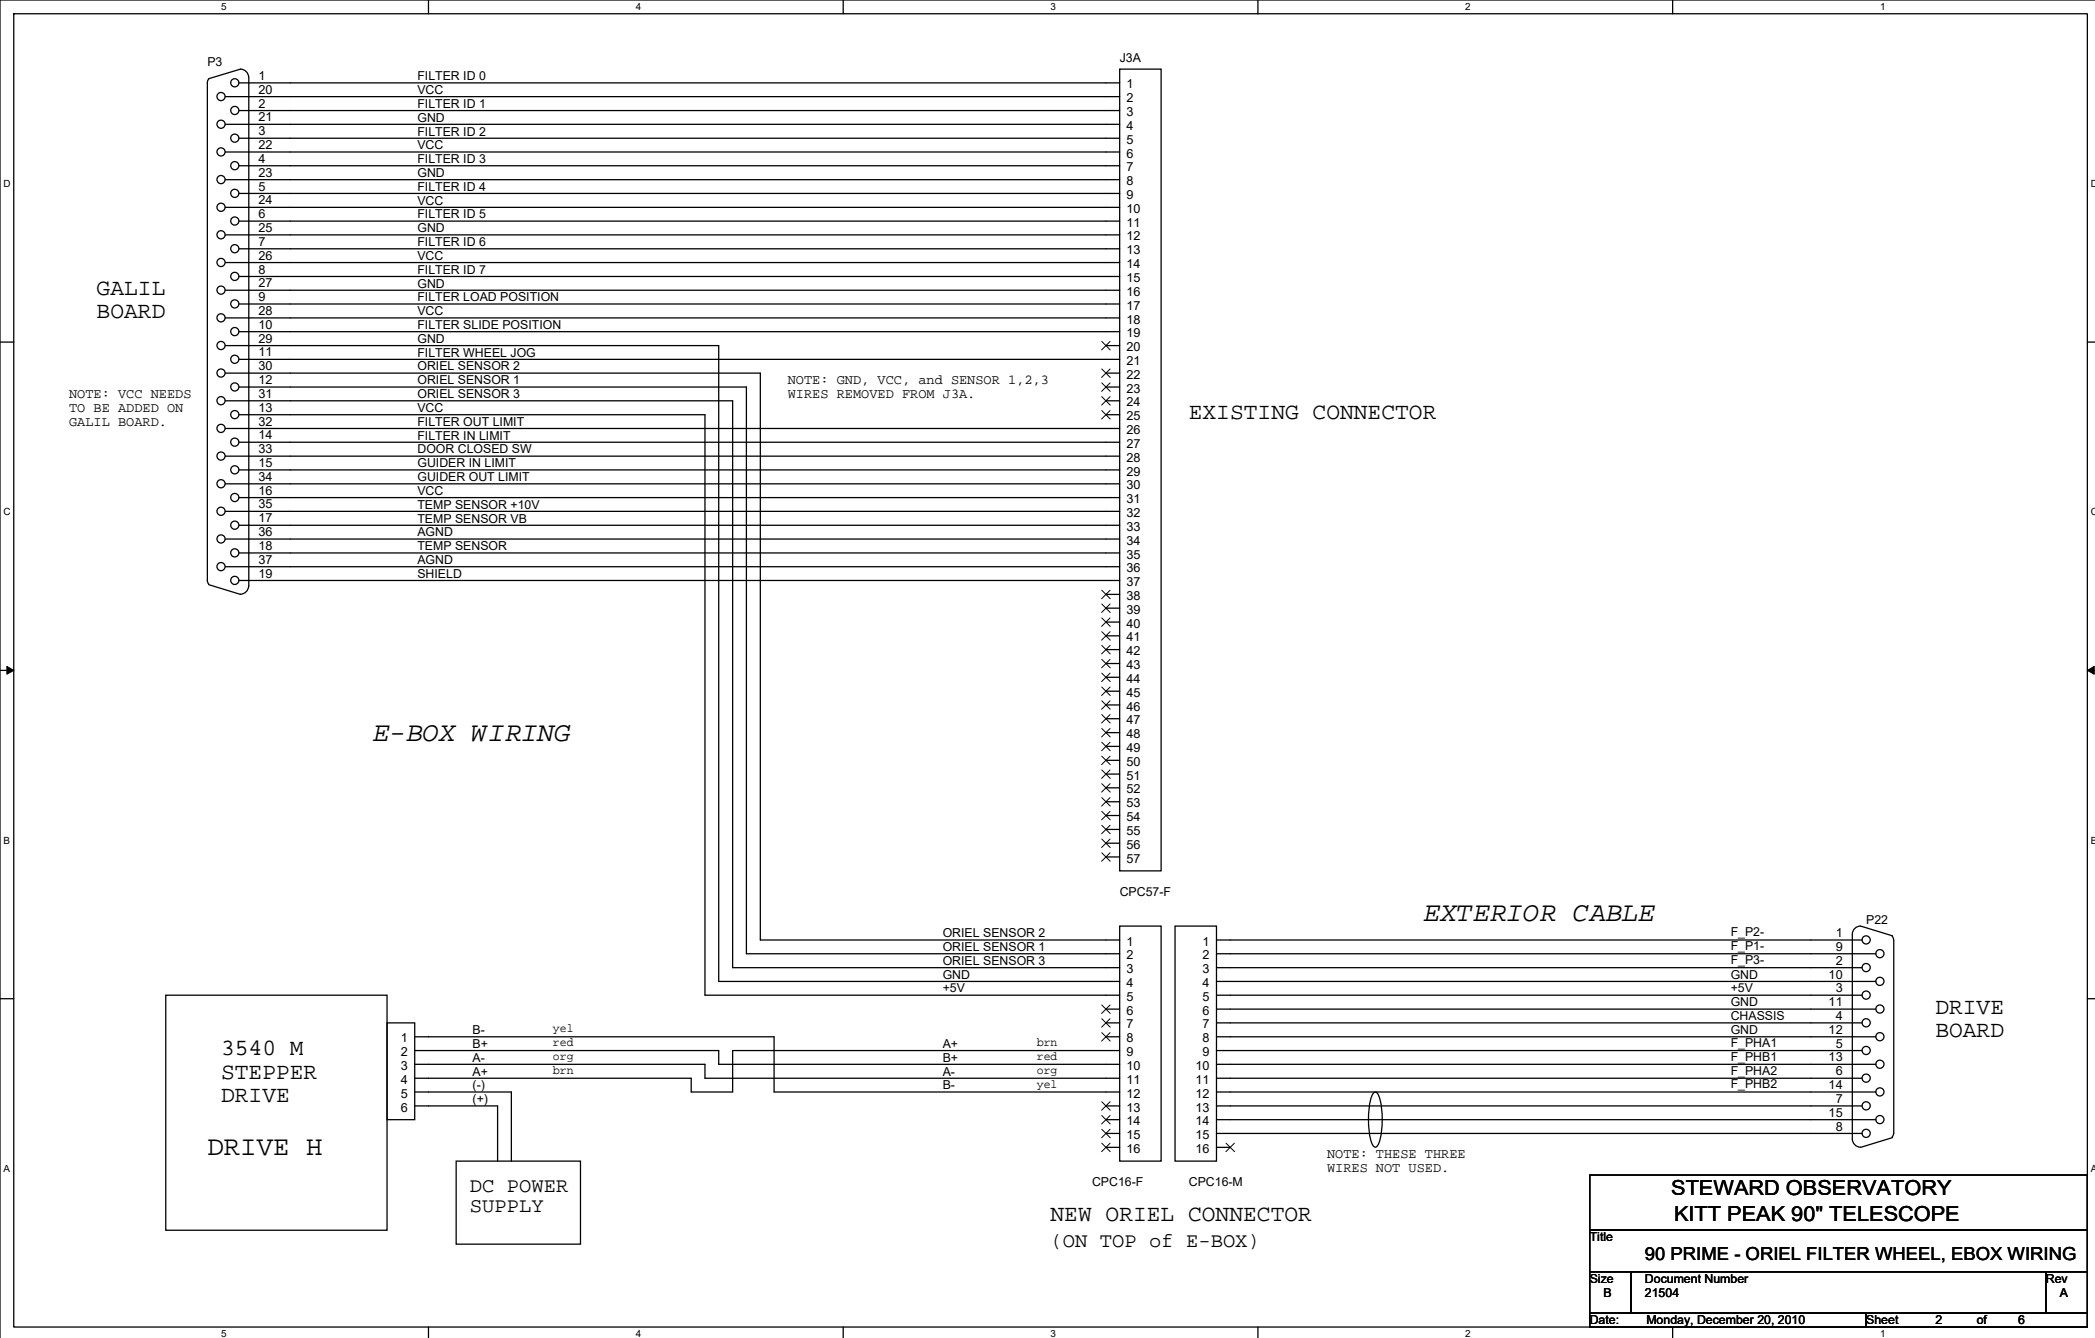 5 4 3 2 1
P3
J3A
1 FILTER ID 0 1
20 VCC 2
2 FILTER ID 1 3
21 GND 4
3 FILTER ID 2 5
22 VCC 6
4 FILTER ID 3 7
23 GND 8
5 FILTER ID 4 9
24 VCC 10
6 FILTER ID 5 11
25 GND 12
7 FILTER ID 6 13
26 VCC 14
8 FILTER ID 7 15
27 GND 16
9 FILTER LOAD POSITION 17
28 VCC 18
10 FILTER SLIDE POSITION 19
29 GND 20
11 FILTER WHEEL JOG 21
30 ORIEL SENSOR 2 22
12 ORIEL SENSOR 1 23
31 ORIEL SENSOR 3 24
13 VCC 25
32 FILTER OUT LIMIT 26
14 FILTER IN LIMIT 27
33 DOOR CLOSED SW 28
15 GUIDER IN LIMIT 29
34 GUIDER OUT LIMIT 30
16 VCC 31
35 TEMP SENSOR +10V 32
17 TEMP SENSOR VB 33
36 AGND 34
18 TEMP SENSOR 35
37 AGND 36
19 SHIELD 37
38
39
40
41
42
43
44
45
46
47
48
49
50
51
52
53
54
55
56
57
CPC57-F
D D
C C
B B
A A
GALIL
BOARD
NOTE: VCC NEEDS
TO BE ADDED ON
GALIL BOARD.
NOTE: GND, VCC, and SENSOR 1,2,3
WIRES REMOVED FROM J3A.
EXISTING CONNECTOR
E-BOX WIRING
EXTERIOR CABLE
P22
ORIEL SENSOR 2 1 1 F_P2- 1
ORIEL SENSOR 1 2 2 F_P1- 9
ORIEL SENSOR 3 3 3 F_P3- 2
GND 4 4 GND 10
+5V 5 5 +5V 3
6 6 GND 11
7 7 CHASSIS 4
8 8 GND 12
A+ brn 9 9 F_PHA1 5
B+ red 10 10 F_PHB1 13
A- org 11 11 F_PHA2 6
B- yel 12 12 F_PHB2 14
13 13 7
14 14 15
15 15 8
16 16
DRIVE
BOARD
3540 M
STEPPER
DRIVE
DRIVE H
1 B- yel
2 B+ red
3 A- org
4 A+ brn
5 (-)
6 (+)
DC POWER
SUPPLY
NOTE: THESE THREE
WIRES NOT USED.
CPC16-F CPC16-M
NEW ORIEL CONNECTOR
(ON TOP of E-BOX)
STEWARD OBSERVATORY
KITT PEAK 90" TELESCOPE
Title
90 PRIME - ORIEL FILTER WHEEL, EBOX WIRING
Size Document Number Rev
B 21504 A
Date: Monday, December 20, 2010 Sheet 2 of 6
5 4 3 2 1